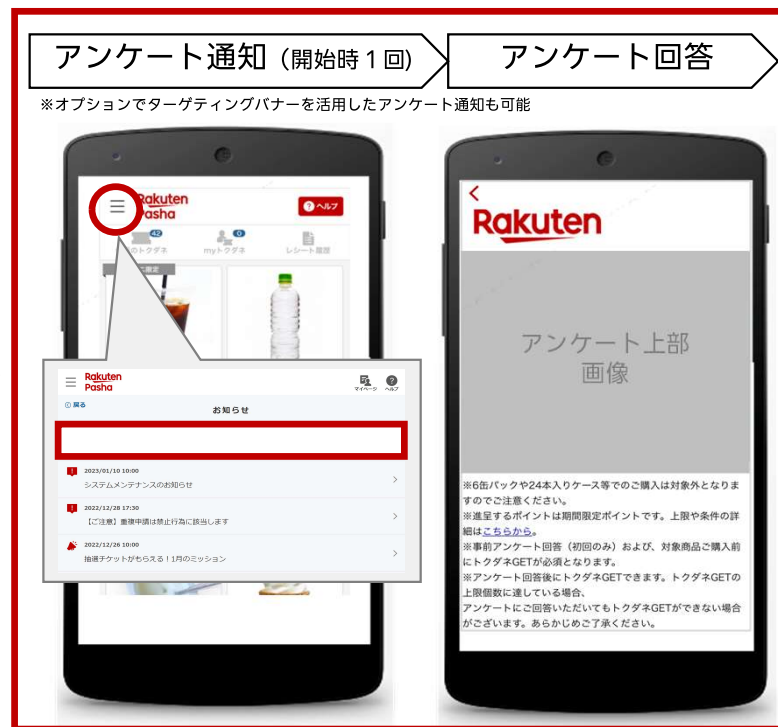 アンケート通知（開始時１回)
アンケート回答
※オプションでターゲティングバナーを活用したアンケート通知も可能
Rakuten
Pasha
ヘルプ
42
0
のトクダネ
myトクダネ
レシート履歴
限定
Rakuten
Pasha
マイページ
ヘルプ
戻る
お知らせ
2023/01/10 10:00
システムメンテナンスのお知らせ
2022/12/28 17:30
【ご注意】重複申請は禁止行為に該当します
2022/12/26 10:00
抽選チケットがもらえる！1月のミッション
Rakuten
アンケート上部
画像
※6缶パックや24本入りケース等でのご購入は対象外となりま
すのでご注意ください。
※進呈するポイントは期間限定ポイントです。上限や条件の詳
細はこちらから。
※事前アンケート回答（初回のみ）および、対象商品ご購入前
にトクダネGETが必須となります。
※アンケート回答後にトクダネGETできます。トクダネGETの
上限個数に達している場合、
アンケートにご回答いただいてもトクダネGETができない場合
がございます。あらかじめご了承ください。